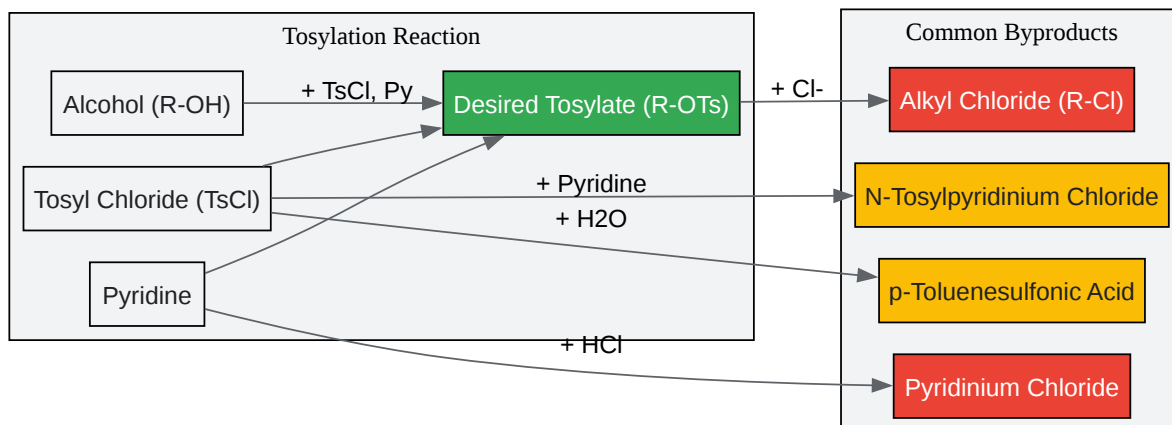 Tosylation Reaction
Common Byproducts
Alcohol (R-OH)
+ TsCl, Py
Desired Tosylate (R-OTs)
+ Cl-
Alkyl Chloride (R-Cl)
Tosyl Chloride (TsCl)
+ Pyridine
N-Tosylpyridinium Chloride
+ H2O
Pyridine
p-Toluenesulfonic Acid
+ HCl
Pyridinium Chloride